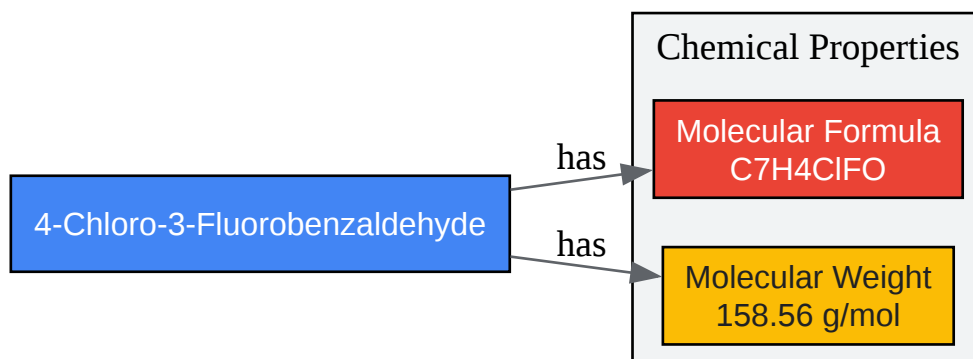 Chemical Properties
Molecular Formula
C7H4ClFO
has
4-Chloro-3-Fluorobenzaldehyde
has
Molecular Weight
158.56 g/mol